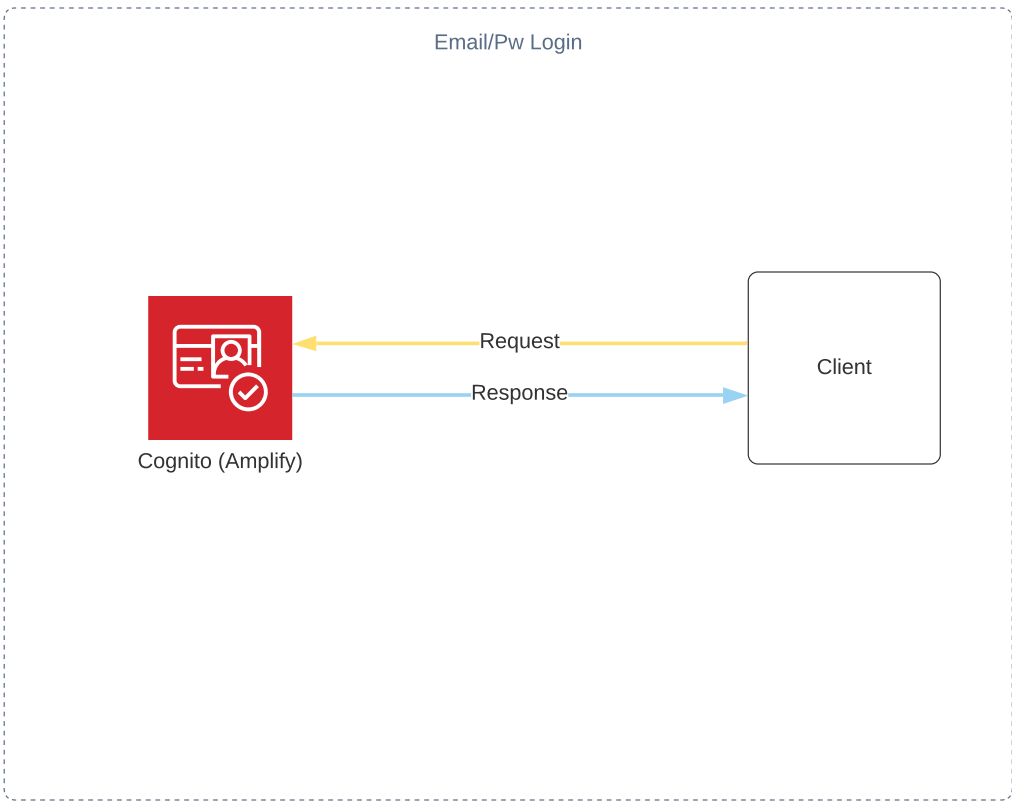 Email/Pw Login
Request
Client
Response
Cognito (Amplify)